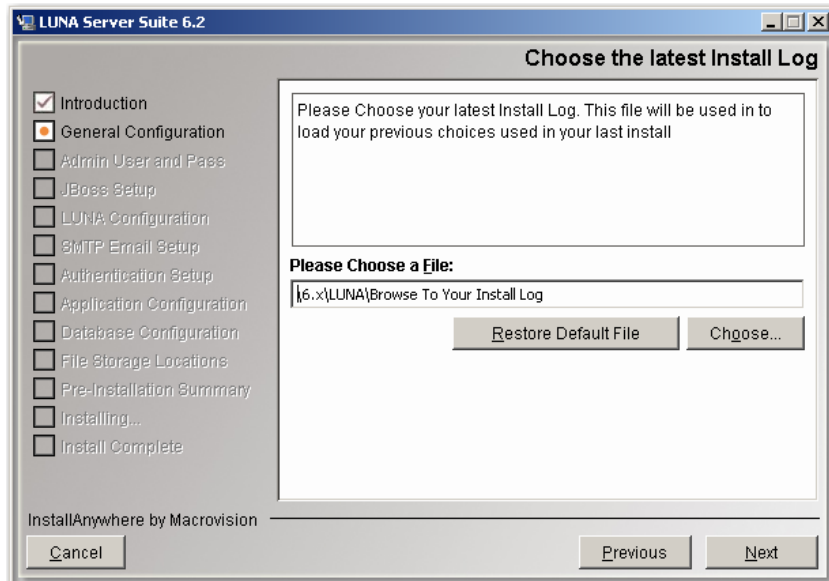 LUNA Server Suite 6.2
Choose the latest Install Log
Introduction
General Configuration
Admin User and Pass
JBoss Setup
LUNA Configuration
SMTP Email Setup
Authentication Setup
Application Configuration
Database Configuration
File Storage Locations
Pre-Installation Summary
Installing...
Install Complete
Please Choose your latest Install Log. This file will be used in to
load your previous choices used in your last install
Please Choose a File:
\6.x\LUNA\Browse To Your Install Log
Restore Default File
Choose...
InstallAnywhere by Macrovision
Cancel
Previous
Next